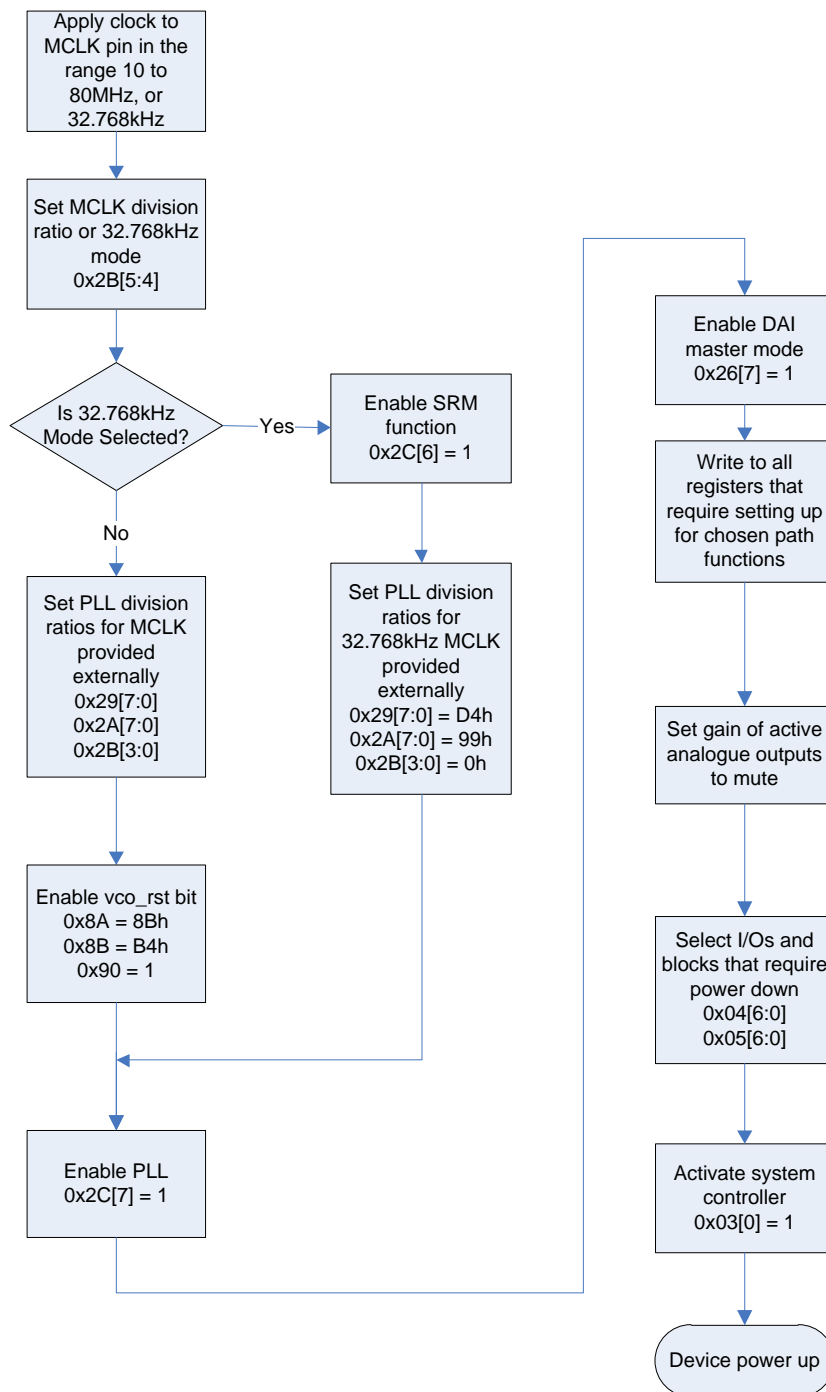 Apply clock to
MCLK pin in the
range 10 to
80MHz, or
32.768kHz
Set MCLK division
ratio or 32.768kHz
mode
0x2B[5:4]
Is 32.768kHz
Mode Selected?
Yes
No
Enable SRM
function
0x2C[6] = 1
Set PLL division
ratios for MCLK
provided
externally
0x29[7:0]
0x2A[7:0]
0x2B[3:0]
Set PLL division
ratios for
32.768kHz MCLK
provided
externally
0x29[7:0] = D4h
0x2A[7:0] = 99h
0x2B[3:0] = 0h
Enable vco_rst bit
0x8A = 8Bh
0x8B = B4h
0x90 = 1
Enable PLL
0x2C[7] = 1
Enable DAI
master mode
0x26[7] = 1
Write to all
registers that
require setting up
for chosen path
functions
Set gain of active
analogue outputs
to mute
Select I/Os and
blocks that require
power down
0x04[6:0]
0x05[6:0]
Activate system
controller
0x03[0] = 1
Device power up